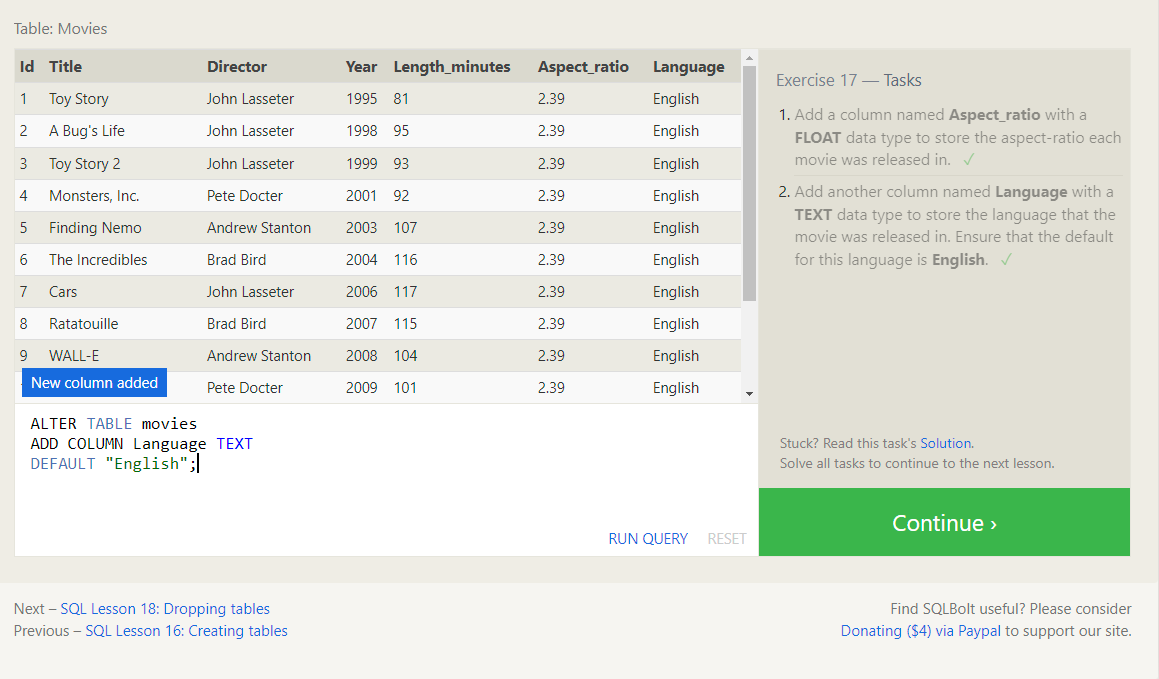 Table: Movies
Id Title Director Year Length_minutes Aspect_ratio Language
1 Toy Story John Lasseter 1995 81 2.39 English
2 A Bug's Life John Lasseter 1998 95 2.39 English
3 Toy Story 2 John Lasseter 1999 93 2.39 English
4 Monsters, Inc. Pete Docter 2001 92 2.39 English
5 Finding Nemo Andrew Stanton 2003 107 2.39 English
6 The Incredibles Brad Bird 2004 116 2.39 English
7 Cars John Lasseter 2006 117 2.39 English
8 Ratatouille Brad Bird 2007 115 2.39 English
9 WALL-E Andrew Stanton 2008 104 2.39 English
Pete Docter 2009 101 2.39 English
New column added
ALTER TABLE movies
ADD COLUMN Language TEXT
DEFAULT "English";
RUN QUERY RESET
Exercise 17 — Tasks
1. Add a column named Aspect_ratio with a
FLOAT data type to store the aspect-ratio each
movie was released in. ✓
2. Add another column named Language with a
TEXT data type to store the language that the
movie was released in. Ensure that the default
for this language is English. ✓
Stuck? Read this task's Solution.
Solve all tasks to continue to the next lesson.
Continue ›
Next – SQL Lesson 18: Dropping tables
Previous – SQL Lesson 16: Creating tables
Find SQLBolt useful? Please consider
Donating ($4) via Paypal to support our site.